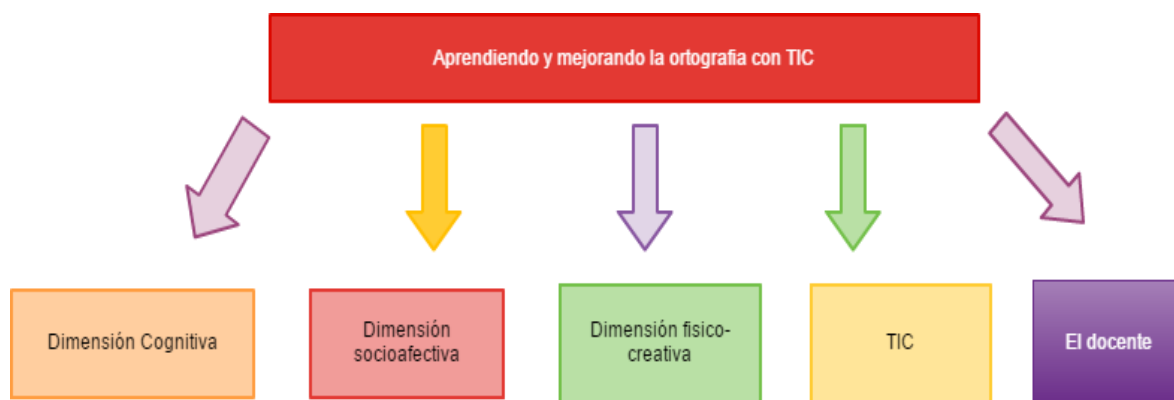 Aprendiendo y mejorando la ortografia con TIC
Dimensión Cognitiva
Dimensión
socioafectiva
Dimensión fisico-
creativa
TIC
El docente